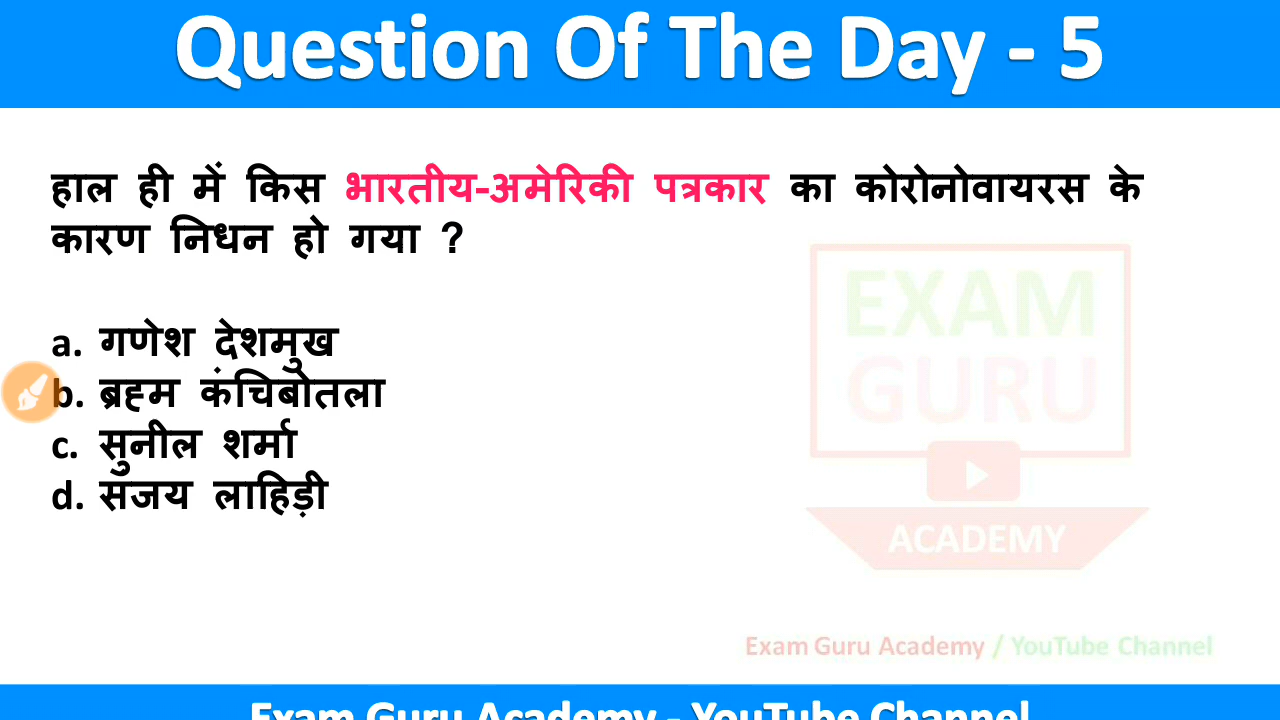 Question Of The Day - 5
हाल ही में किस भारतीय-अमेरिकी पत्रकार का कोरोनोवायरस के
कारण निधन हो गया ?
a. गणेश देशमुख
b. ब्रह्म कंचिबोतला
c. सुनील शर्मा
d. संजय लाहिड़ी
EXAM
GURU
ACADEMY
Exam Guru Academy / YouTube Channel
Exam Guru Academy - YouTube Channel